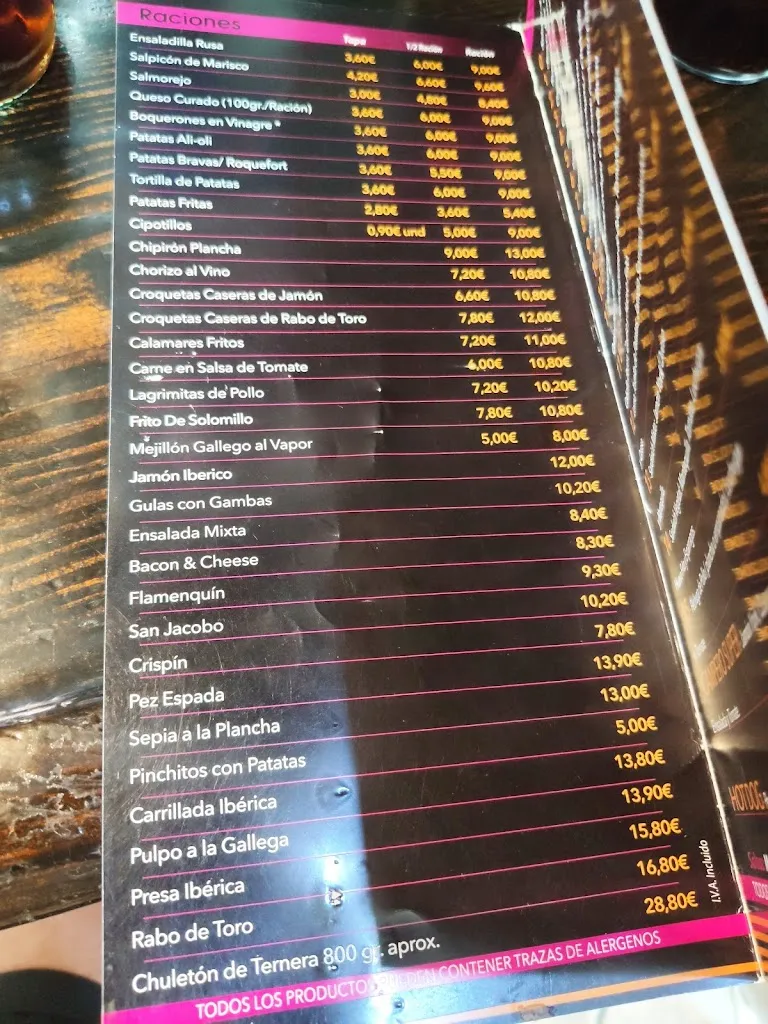 Raciones Tapa 1/2 Ración Ración
Ensaladilla Rusa 3,60€ 6,00€ 9,00€
Salpicón de Marisco 4,20€ 6,60€ 9,60€
Salmorejo 3,00€ 4,80€ 8,40€
Queso Curado (100gr./Ración) 3,60€ 6,00€ 9,00€
Boquerones en Vinagre * 3,60€ 6,00€ 9,00€
Patatas Ali-oli 3,60€ 6,00€ 9,00€
Patatas Bravas/ Roquefort 3,60€ 5,50€ 9,00€
Tortilla de Patatas 3,60€ 6,00€ 9,00€
Patatas Fritas 2,80€ 3,60€ 5,40€
Cipotillos 0,90€ und 5,00€ 9,00€
Chipirón Plancha 9,00€ 13,00€
Chorizo al Vino 7,20€ 10,80€
Croquetas Caseras de Jamón 6,60€ 10,80€
Croquetas Caseras de Rabo de Toro 7,80€ 12,00€
Calamares Fritos 7,20€ 11,00€
Carne en Salsa de Tomate 6,00€ 10,80€
Lagrimitas de Pollo 7,20€ 10,20€
Frito De Solomillo 7,80€ 10,80€
Mejillón Gallego al Vapor 5,00€ 8,00€
Jamón Iberico 12,00€
Gulas con Gambas 10,20€
Ensalada Mixta 8,40€
Bacon & Cheese 8,30€
Flamenquín 9,30€
San Jacobo 10,20€
Crispín 7,80€
Pez Espada 13,90€
Sepia a la Plancha 13,00€
Pinchitos con Patatas 5,00€
Carrillada Ibérica 13,80€
Pulpo a la Gallega 13,90€
Presa Ibérica 15,80€
Rabo de Toro 16,80€
Chuletón de Ternera 800 gr. aprox. 28,80€
I.V.A. Incluido
TODOS LOS PRODUCTOS PUEDEN CONTENER TRAZAS DE ALERGENOS
HOTDOG